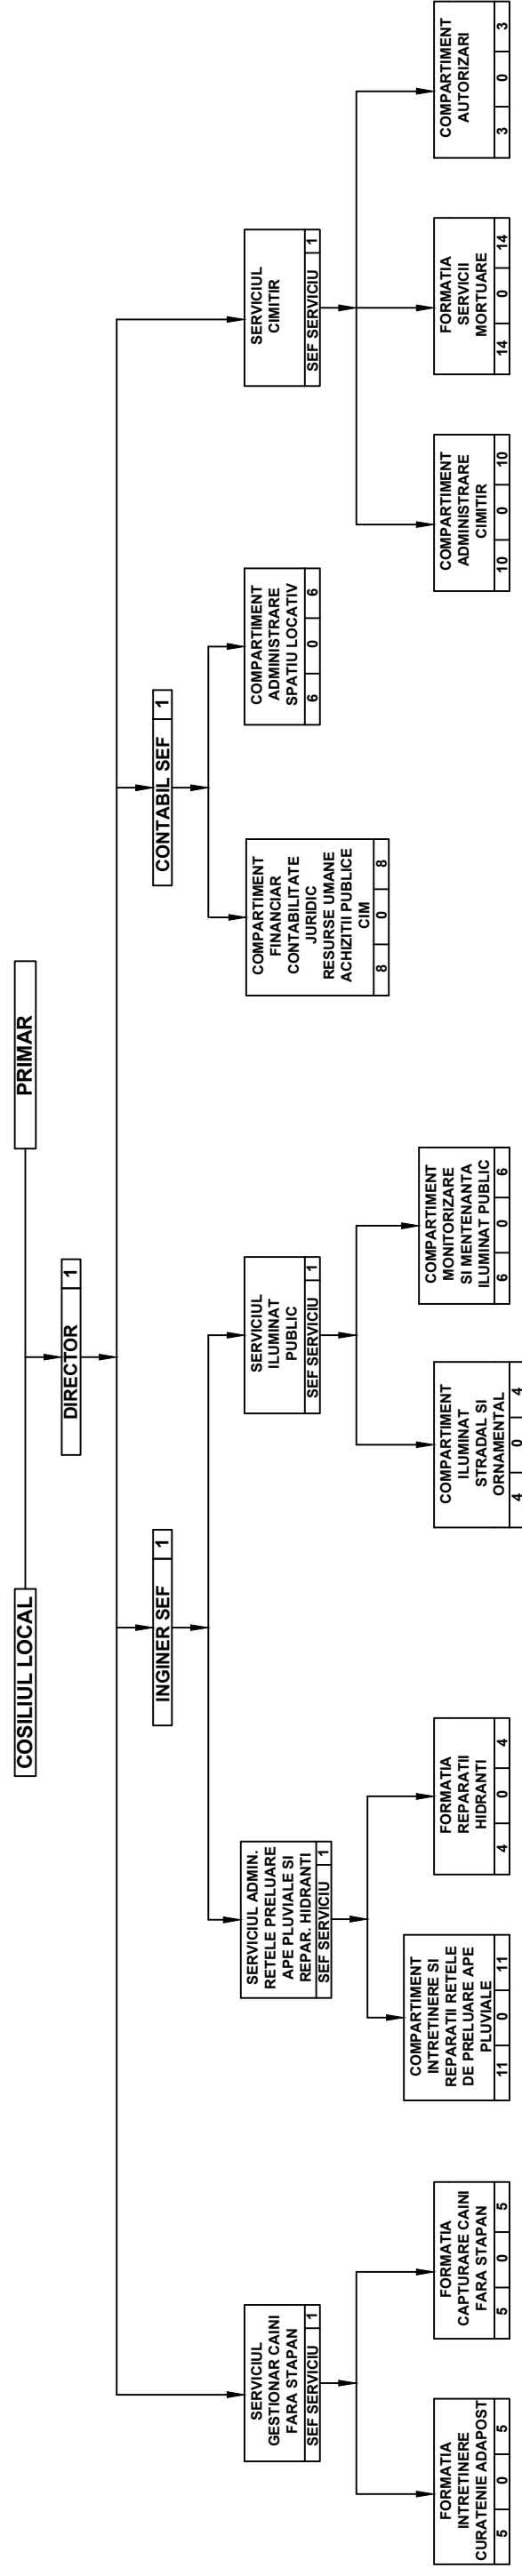 COSILIUL LOCAL
PRIMAR
DIRECTOR 1
INGINER SEF 1
CONTABIL SEF 1
SERVICIUL
GESTIONAR CAINI
FARA STAPAN
SEF SERVICIU 1
SERVICIUL ADMIN.
RETELE PRELUARE
APE PLUVIALE SI
REPAR. HIDRANTI
SEF SERVICIU 1
SERVICIUL
ILUMINAT
PUBLIC
SEF SERVICIU 1
COMPARTIMENT
FINANCIAR
CONTABILITATE
JURIDIC
RESURSE UMANE
ACHIZITII PUBLICE
CIM
8 0 8
COMPARTIMENT
ADMINISTRARE
SPATIU LOCATIV
6 0 6
SERVICIUL
CIMITIR
SEF SERVICIU 1
FORMATIA
INTRETINERE
CURATENIE ADAPOST
5 0 5
FORMATIA
CAPTURARE CAINI
FARA STAPAN
5 0 5
COMPARTIMENT
INTRETINERE SI
REPARATII RETELE
DE PRELUARE APE
PLUVIALE
11 0 11
FORMATIA
REPARATII
HIDRANTI
4 0 4
COMPARTIMENT
ILUMINAT
STRADAL SI
ORNAMENTAL
4 0 4
COMPARTIMENT
MONITORIZARE
SI MENTENANTA
ILUMINAT PUBLIC
6 0 6
COMPARTIMENT
ADMINISTRARE
CIMITIR
10 0 10
FORMATIA
SERVICII
MORTUARE
14 0 14
COMPARTIMENT
AUTORIZARI
3 0 3